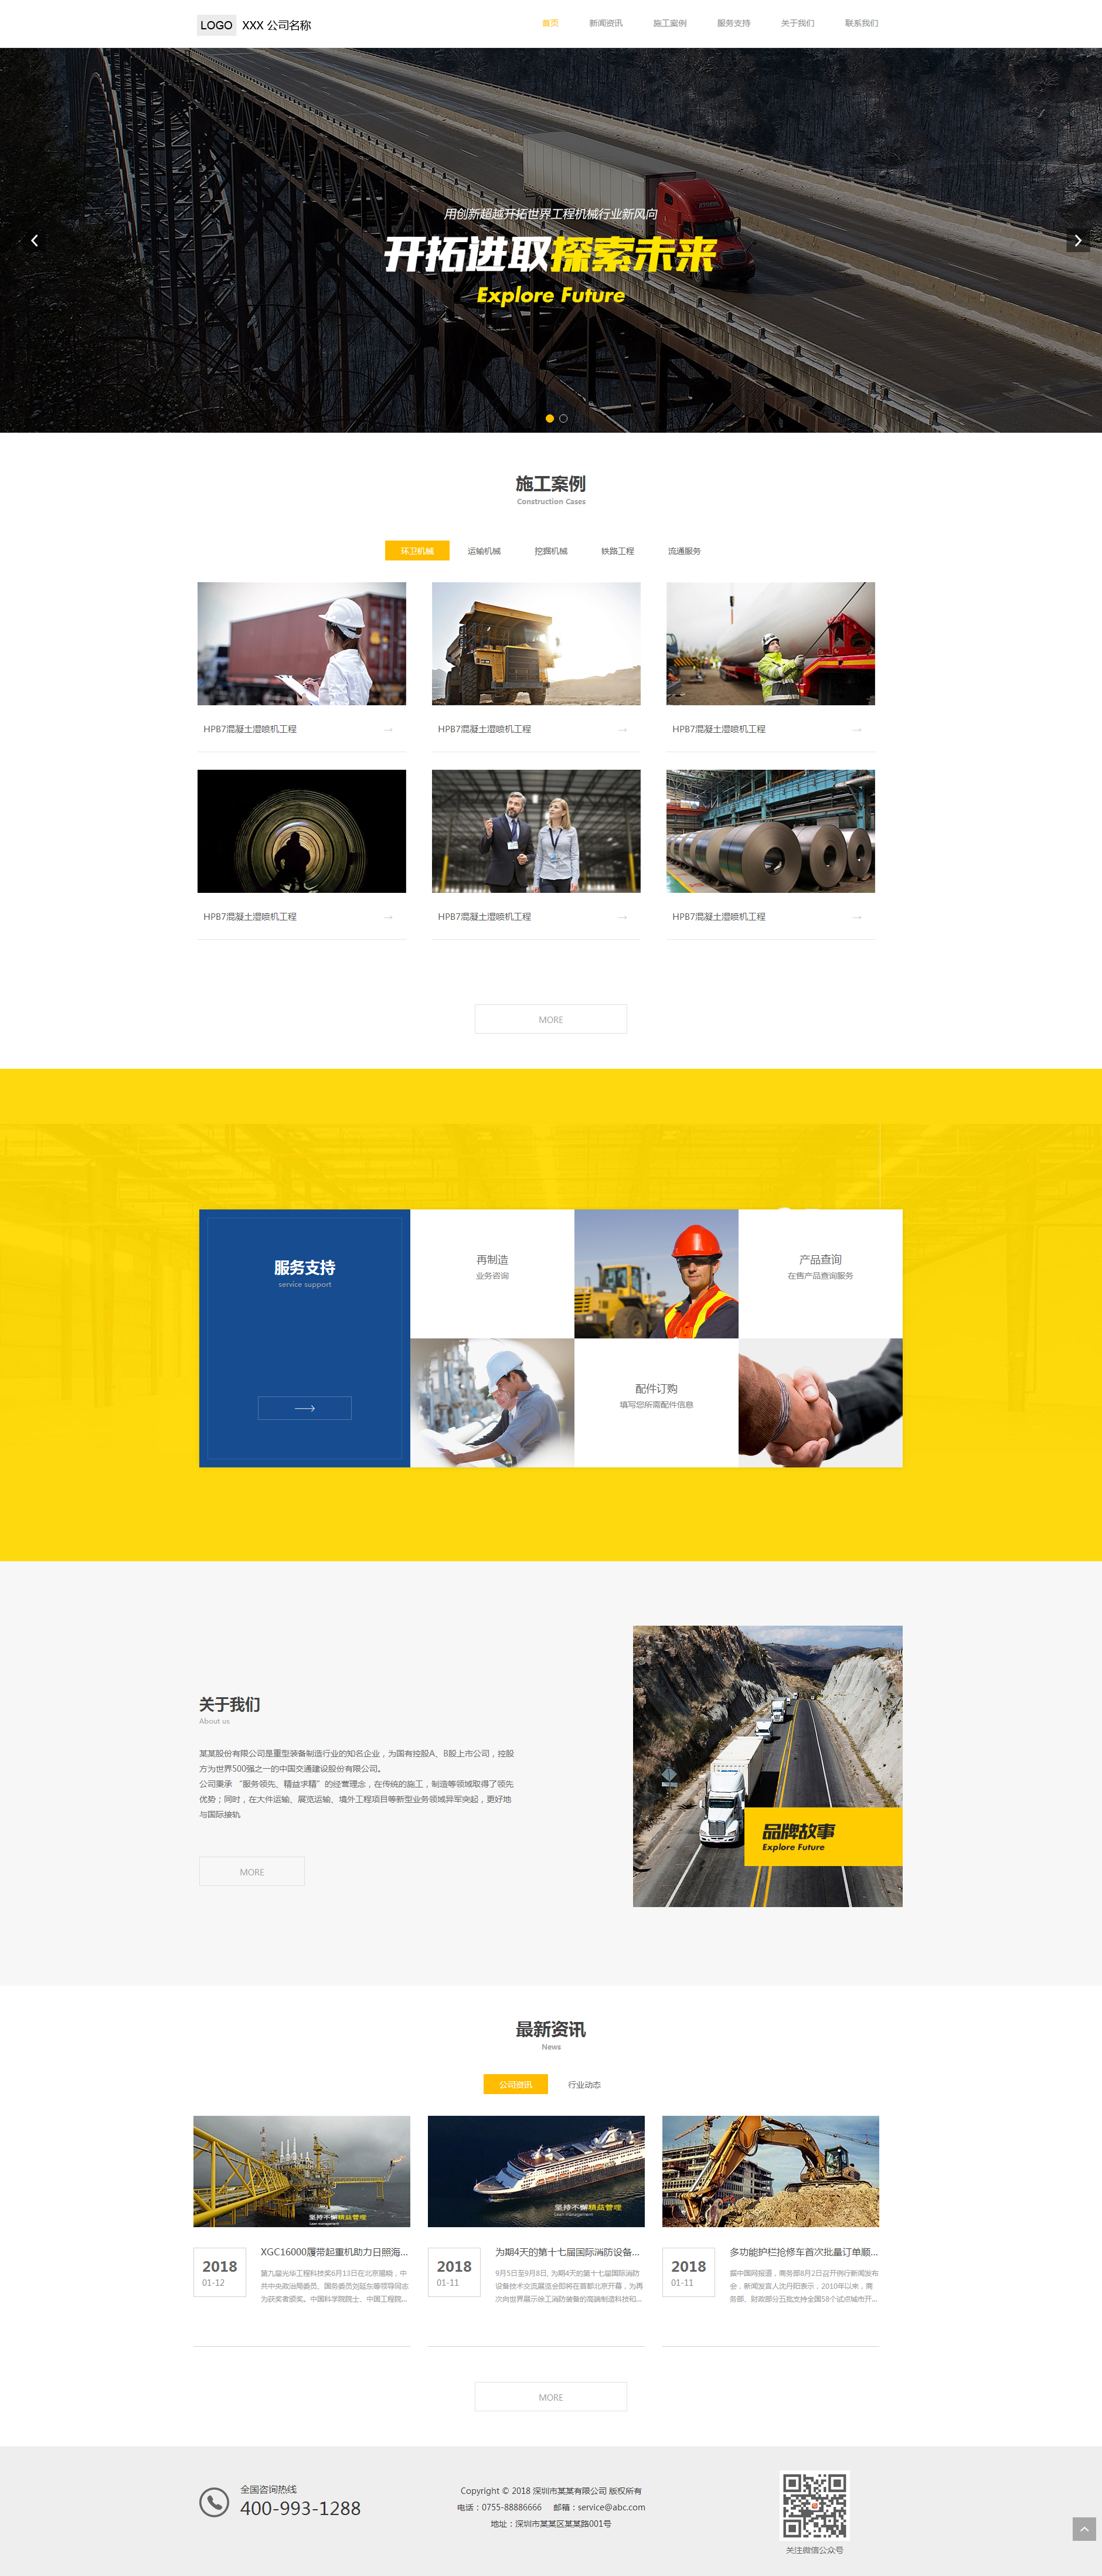 LOGO XXX 公司名称
首页 新闻资讯 施工案例 服务支持 关于我们 联系我们
用创新超越开拓世界工程机械行业新风向
开拓进取探索未来
Explore Future
施工案例
Construction Cases
环卫机械 运输机械 挖掘机械 铁路工程 流通服务
HPB7混凝土湿喷机工程
HPB7混凝土湿喷机工程
HPB7混凝土湿喷机工程
HPB7混凝土湿喷机工程
HPB7混凝土湿喷机工程
HPB7混凝土湿喷机工程
MORE
服务支持
service support
再制造
业务咨询
产品查询
在售产品查询服务
配件订购
填写您所需配件信息
关于我们
About us
某某股份有限公司是重型装备制造行业的知名企业，为国有控股A、B股上市公司，控股
方为世界500强之一的中国交通建设股份有限公司。
公司秉承 “服务领先、精益求精”的经营理念，在传统的施工，制造等领域取得了领先
优势；同时，在大件运输、展览运输、境外工程项目等新型业务领域异军突起，更好地
与国际接轨
MORE
品牌故事
Explore Future
最新资讯
News
公司资讯 行业动态
坚持不懈精益管理
Lean management
坚持不懈精益管理
Lean management
2018
01-12
XGC16000履带起重机助力日照海...
第九届光华工程科技奖6月13日在北京揭晓，中
共中央政治局委员、国务委员刘延东等领导同志
为获奖者颁奖。中国科学院院士、中国工程院...
2018
01-11
为期4天的第十七届国际消防设备...
9月5日至9月8日, 为期4天的第十七届国际消防
设备技术交流展览会即将在首都北京开幕，为再
次向世界展示徐工消防装备的高端制造科技和...
2018
01-11
多功能护栏抢修车首次批量订单顺...
据中国网报道，商务部8月2日召开例行新闻发布
会，新闻发言人沈丹阳表示，2010年以来，商
务部、财政部分五批支持全国58个试点城市开...
MORE
全国咨询热线
400-993-1288
Copyright © 2018 深圳市某某有限公司 版权所有
电话：0755-88886666 邮箱：service@abc.com
地址：深圳市某某区某某路001号
关注微信公众号